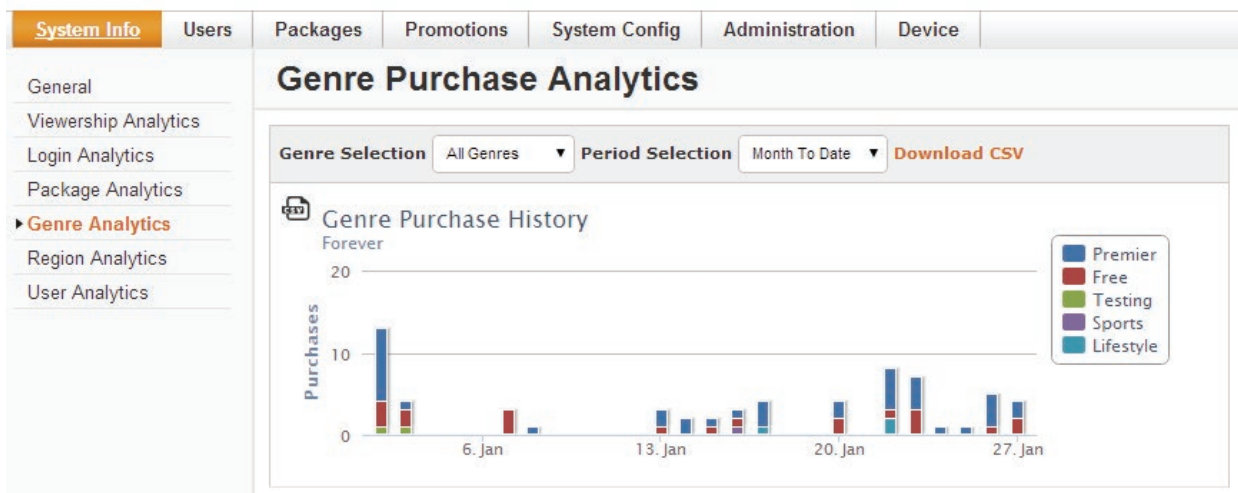 System Info Users Packages Promotions System Config Administration Device
General
Viewership Analytics
Login Analytics
Package Analytics
Genre Analytics
Region Analytics
User Analytics
Genre Purchase Analytics
Genre Selection All Genres Period Selection Month To Date Download CSV
CSV
Genre Purchase History
Forever
Purchases
20
10
0
6. Jan 13. Jan 20. Jan 27. Jan
Premier
Free
Testing
Sports
Lifestyle